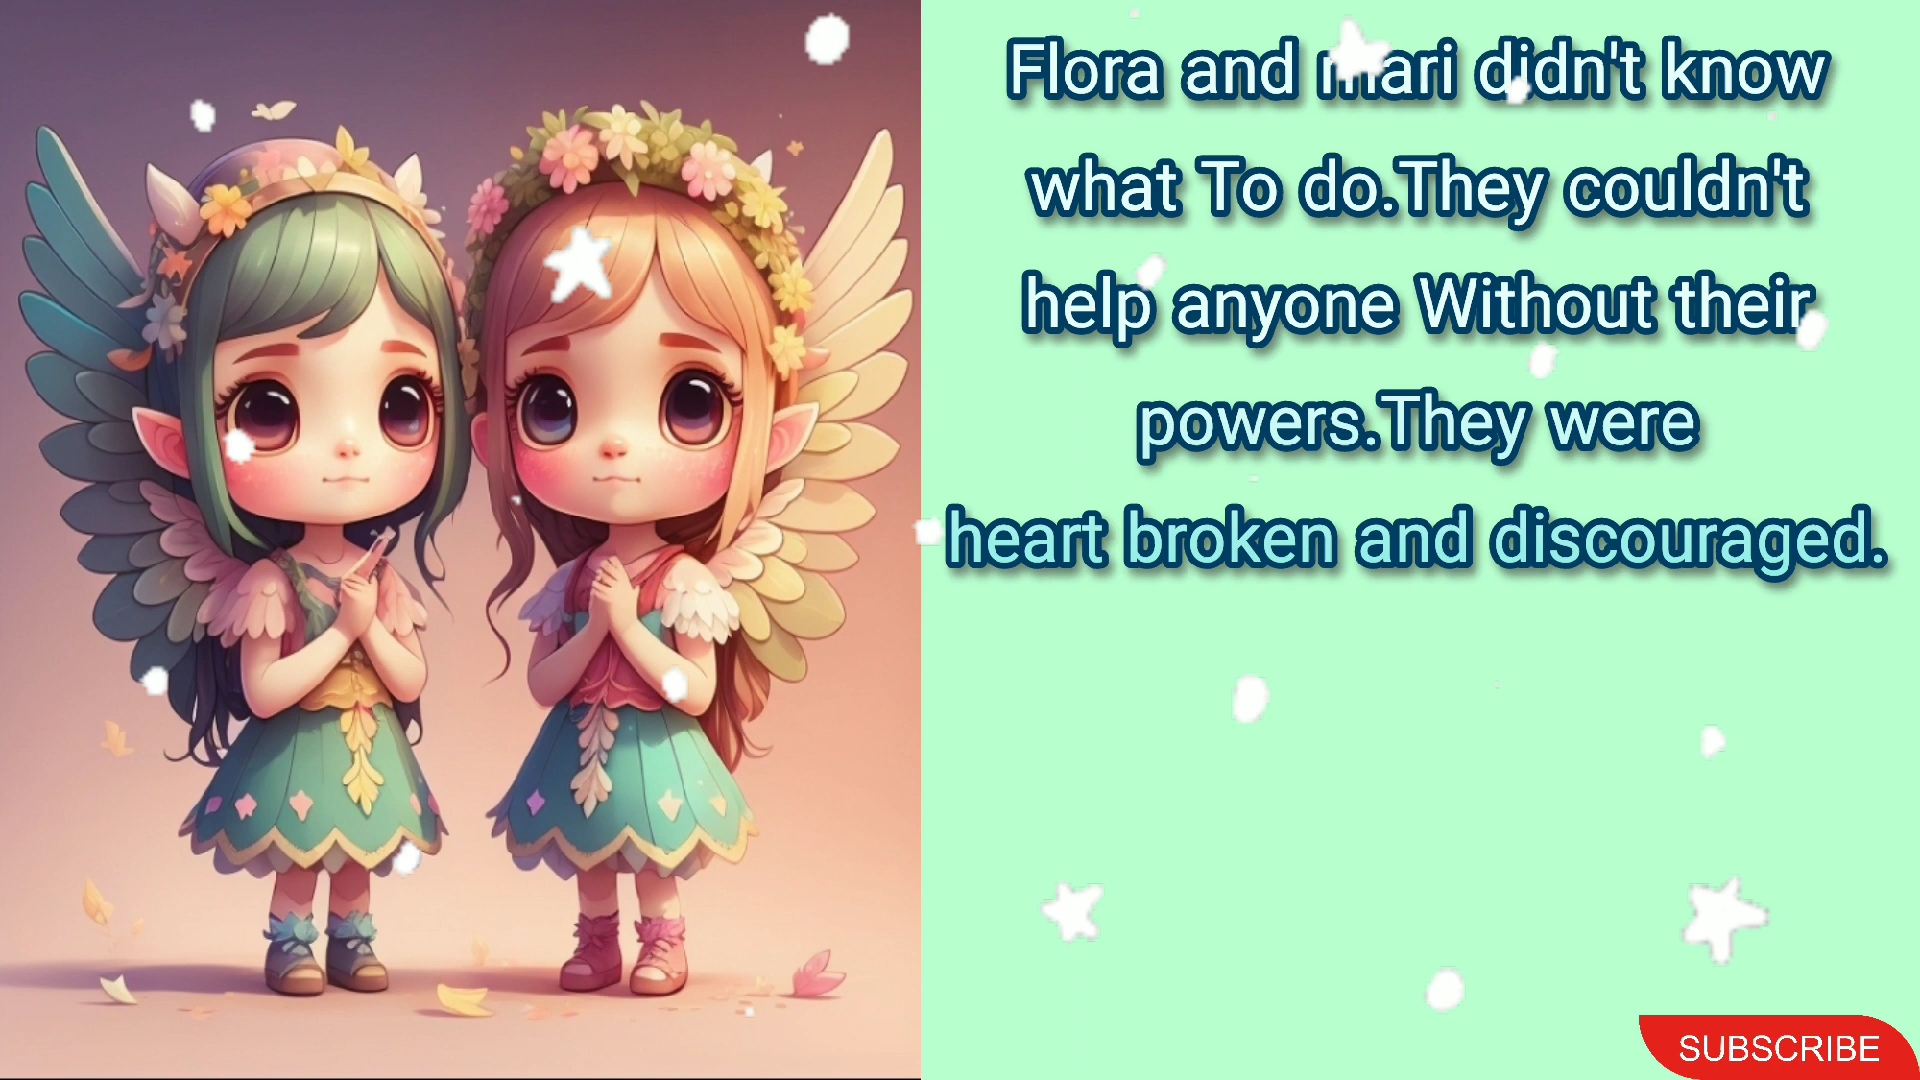 Flora and mari didn't know
what To do.They couldn't
help anyone Without their
powers.They were
heart broken and discouraged.
SUBSCRIBE